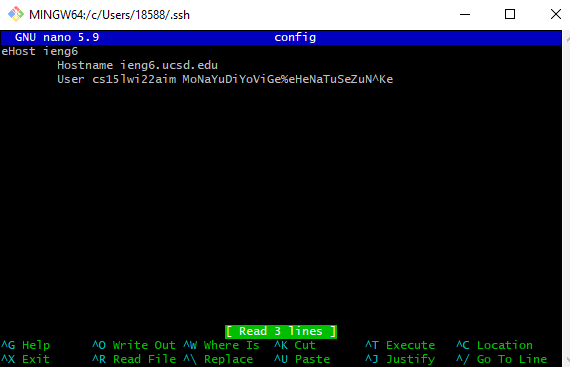 MINGW64:/c/Users/18588/.ssh
GNU nano 5.9 config
eHost ieng6
Hostname ieng6.ucsd.edu
User cs15lwi22aim MoNaYuDiYoViGe%eHeNaTuSeZuN^Ke
[ Read 3 lines ]
^G Help ^O Write Out ^W Where Is ^K Cut ^T Execute ^C Location
^X Exit ^R Read File ^\ Replace ^U Paste ^J Justify ^/ Go To Line